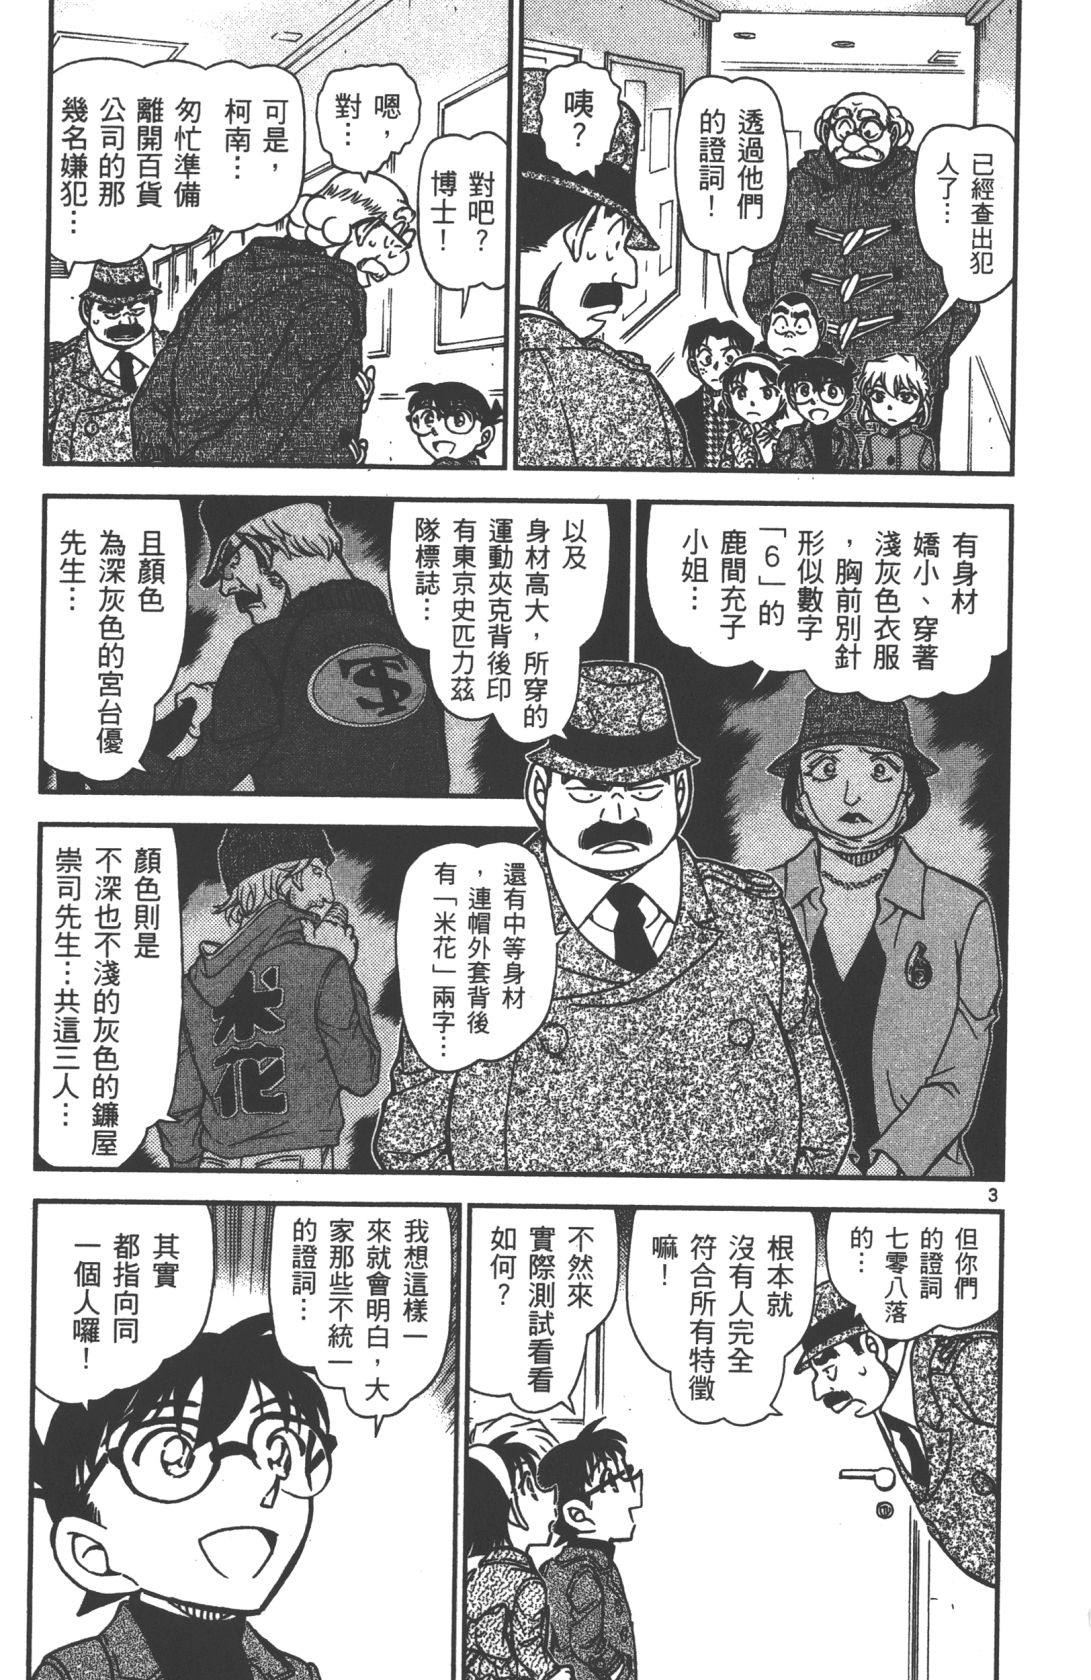 已經查出犯
人了…
透過他們
的證詞！
咦？
對吧？
博士！
嗯，
對…
可是，
柯南…
匆忙準備
離開百貨
公司的那
幾名嫌犯…
有身材
嬌小、穿著
淺灰色衣服
，胸前別針
形似數字
「6」的
鹿間充子
小姐…
6
以及
身材高大，所穿的
運動夾克背後印
有東京史匹力茲
隊標誌…
且顏色
為深灰色的宮台優
先生…
TS
還有中等身材
，連帽外套背後
有「米花」兩字…
顏色則是
不深也不淺的灰色的鐮屋
崇司先生…共這三人…
米花
3
但你們
的證詞
七零八落
的…
根本就
沒有人完全
符合所有特徵
嘛！
不然來
實際測試看看
如何？
我想這樣一
來就會明白，大
家那些不統一
的證詞…
其實
都指向同
一個人囉！